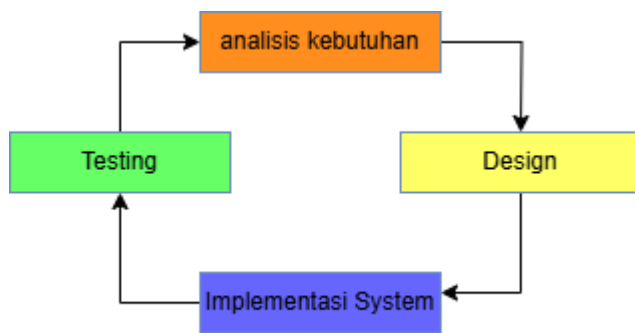 analisis kebutuhan
Testing
Design
Implementasi System